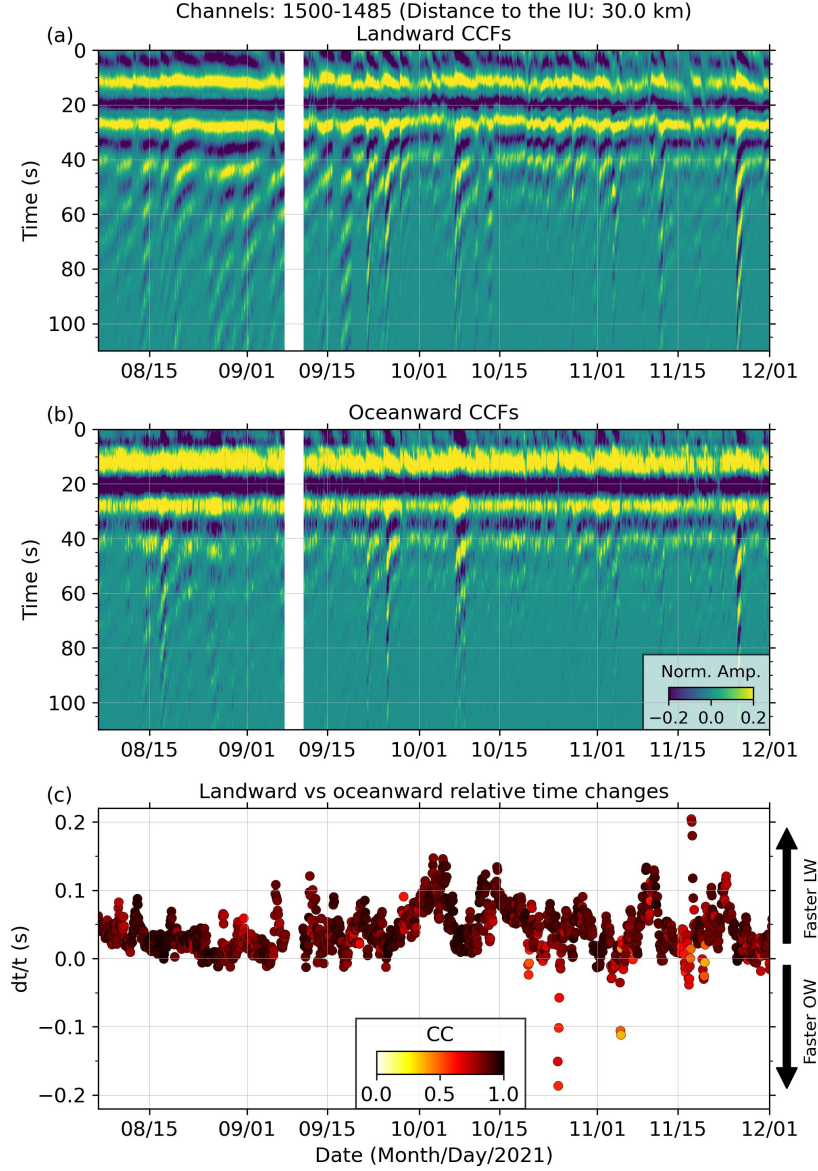 Channels: 1500-1485 (Distance to the IU: 30.0 km)
(a)
Landward CCFs
Time (s)
0
20
40
60
80
100
08/15 09/01 09/15 10/01 10/15 11/01 11/15 12/01
(b)
Oceanward CCFs
Time (s)
0
20
40
60
80
100
Norm. Amp.
−0.2 0.0 0.2
08/15 09/01 09/15 10/01 10/15 11/01 11/15 12/01
(c)
Landward vs oceanward relative time changes
dt/t (s)
0.2
0.1
0.0
−0.1
−0.2
Faster LW
Faster OW
CC
0.0 0.5 1.0
08/15 09/01 09/15 10/01 10/15 11/01 11/15 12/01
Date (Month/Day/2021)